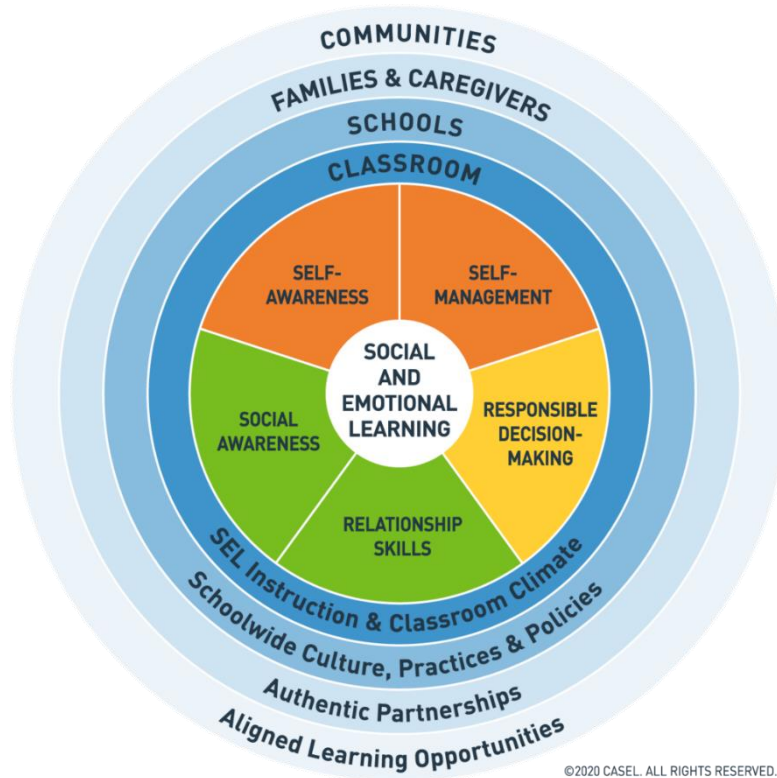 COMMUNITIES
FAMILIES & CAREGIVERS
SCHOOLS
CLASSROOM
SELF-
AWARENESS
SELF-
MANAGEMENT
SOCIAL
AND
EMOTIONAL
LEARNING
SOCIAL
AWARENESS
RESPONSIBLE
DECISION-
MAKING
RELATIONSHIP
SKILLS
SEL Instruction & Classroom Climate
Schoolwide Culture, Practices & Policies
Authentic Partnerships
Aligned Learning Opportunities
©2020 CASEL. ALL RIGHTS RESERVED.